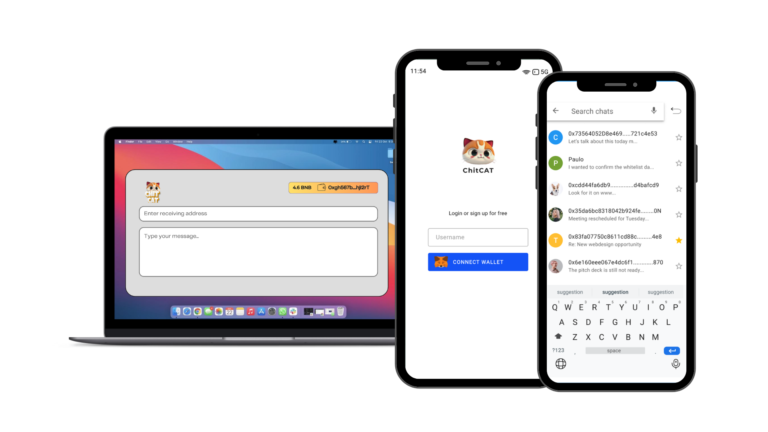 4.6 BNB
Enter receiving address
Type your message...
11:54
5G
ChitCAT
Login or sign up for free
Username
CONNECT WALLET
Search chats
C
0x73564052D8e469......721c4e53
Let's talk about this today m...
P
Paulo
I wanted to confirm the whitelist da...
0xcdd44fa6db9................d4bafcd9
Look for it on www...
0x35da6bc8318042b924fe.........0N
Meeting rescheduled for Tuesday...
T
0x83fa07750c8611cd88c..........4e8
Re: New webdesign opportunity
0x6e160eee067e4dc6f1..............870
The pitch deck is still not ready...
suggestion suggestion suggestion
Q W E R T Y U I O P
A S D F G H J K L
Z X C V B N M
?123 , space .